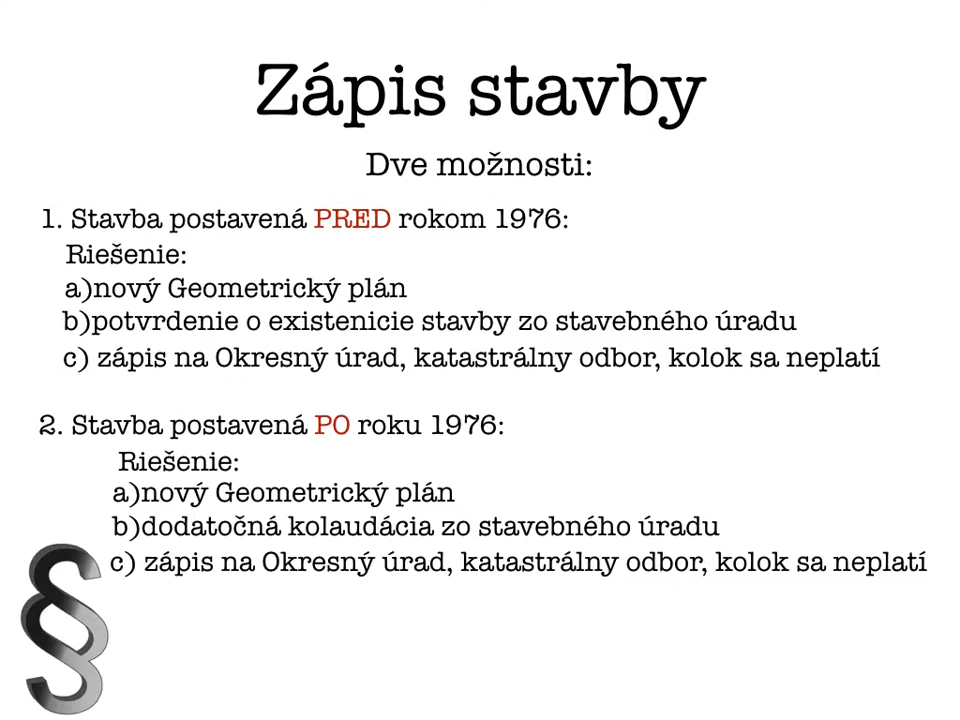 Zápis stavby
Dve možnosti:
1. Stavba postavená PRED rokom 1976:
Riešenie:
a)nový Geometrický plán
b)potvrdenie o existenicie stavby zo stavebného úradu
c) zápis na Okresný úrad, katastrálny odbor, kolok sa neplatí
2. Stavba postavená PO roku 1976:
Riešenie:
a)nový Geometrický plán
b)dodatočná kolaudácia zo stavebného úradu
c) zápis na Okresný úrad, katastrálny odbor, kolok sa neplatí
§